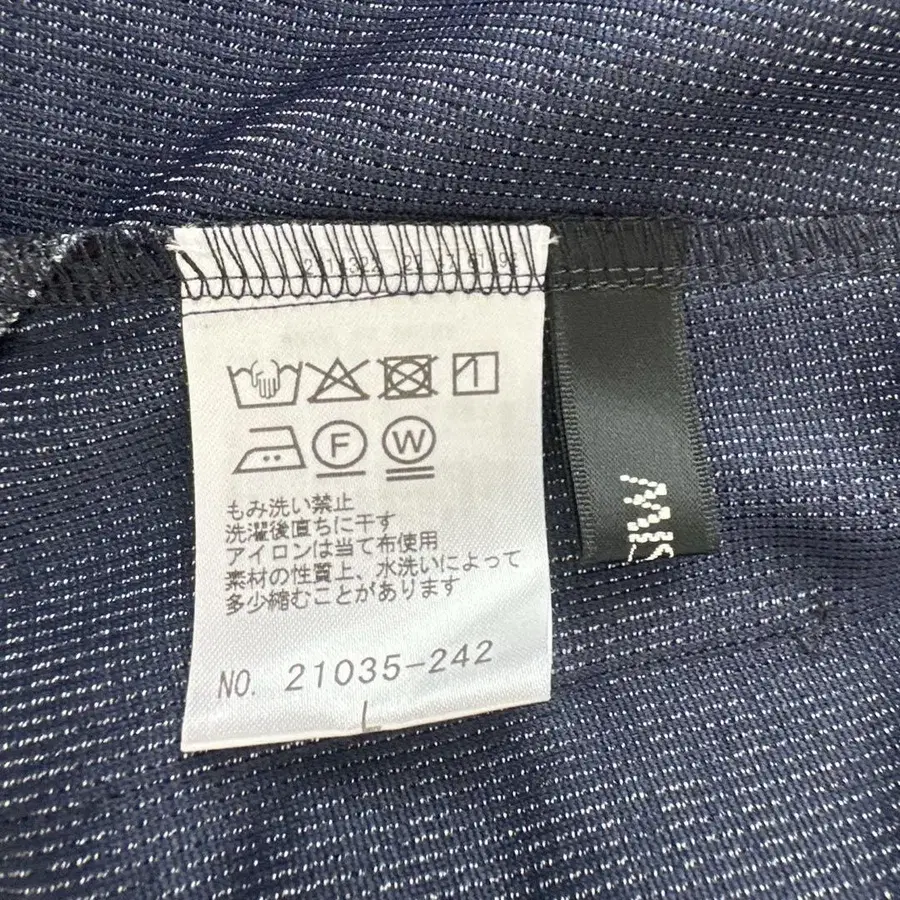 F W
もみ洗い禁止
洗濯後直ちに干す
アイロンは当て布使用
素材の性質上、水洗いによって
多少縮むことがあります
NO. 21035-242
L